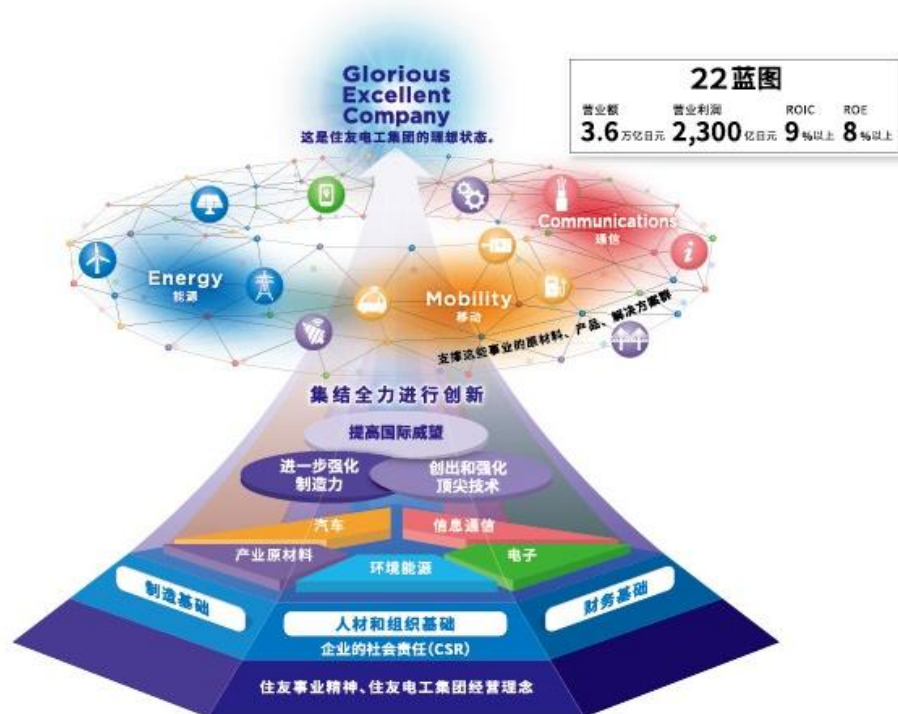 Glorious
Excellent
Company
这是住友电工集团的理想状态。
22蓝图
营业额 营业利润 ROIC ROE
3.6万亿日元 2,300亿日元 9%以上 8%以上
Communications
通信
Energy
能源
Mobility
移动
支撑这些事业的原材料、产品、解决方案群
集结全力进行创新
提高国际威望
进一步强化
制造力
创出和强化
顶尖技术
汽车
信息通信
产业原材料
环境能源
电子
制造基础
人材和组织基础
财务基础
企业的社会责任(CSR)
住友事业精神、住友电工集团经营理念